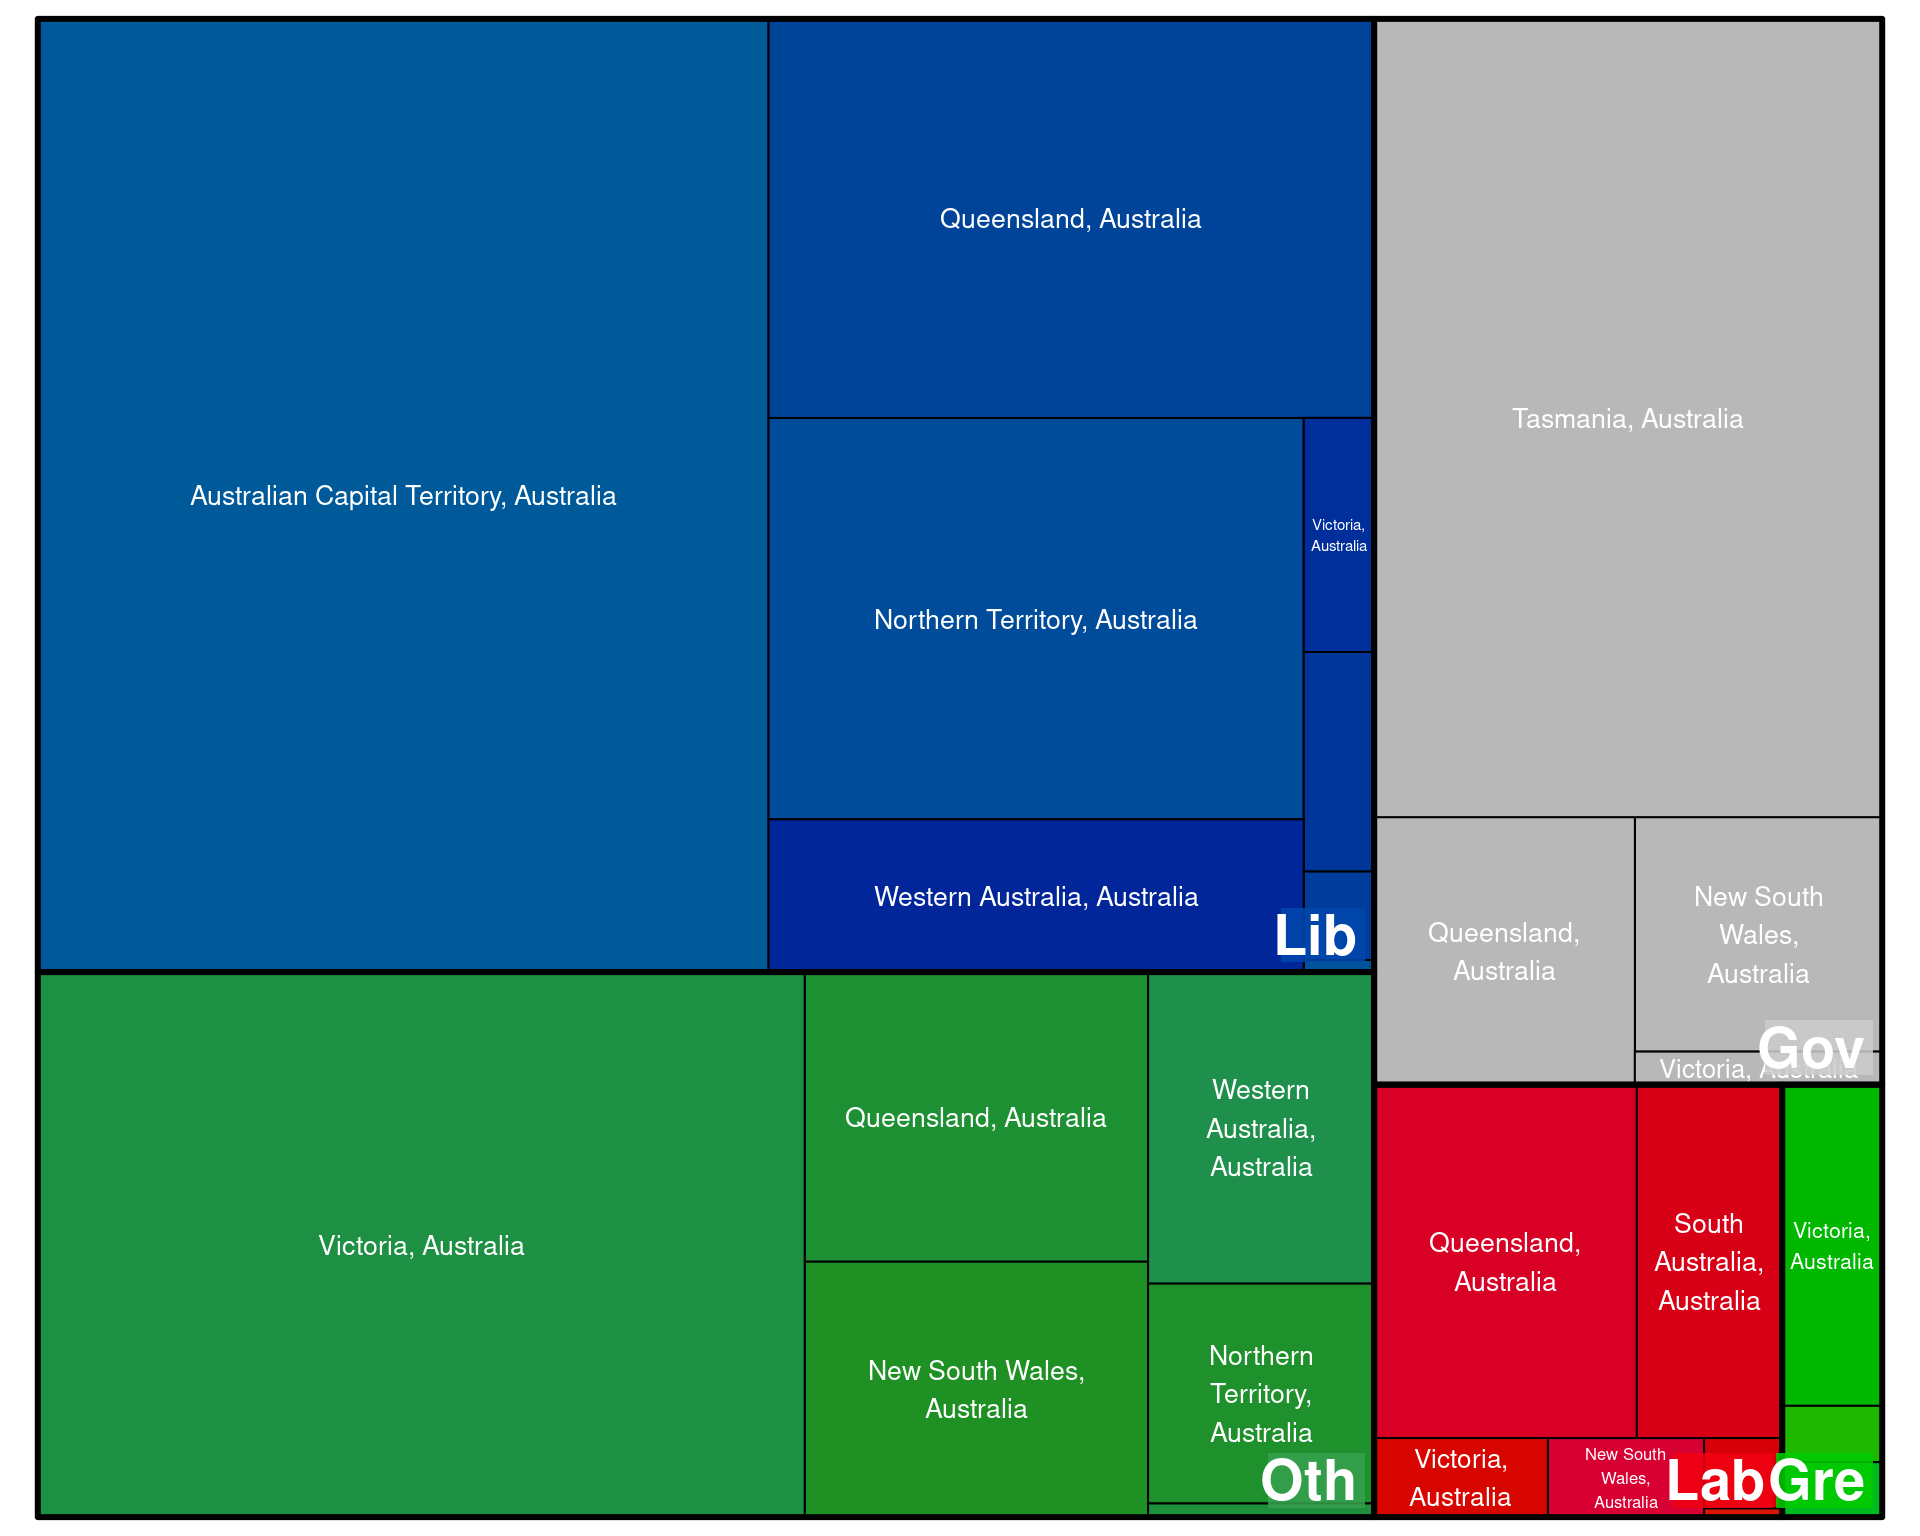 Australian Capital Territory, Australia
Queensland, Australia
Northern Territory, Australia
Victoria,
Australia
Western Australia, Australia
Lib
Tasmania, Australia
Queensland,
Australia
New South
Wales,
Australia
Victoria, Australia
Gov
Victoria, Australia
Queensland, Australia
New South Wales,
Australia
Western
Australia,
Australia
Northern
Territory,
Australia
Oth
Queensland,
Australia
South
Australia,
Australia
Victoria,
Australia
New South
Wales,
Australia
Lab
Victoria,
Australia
Gre